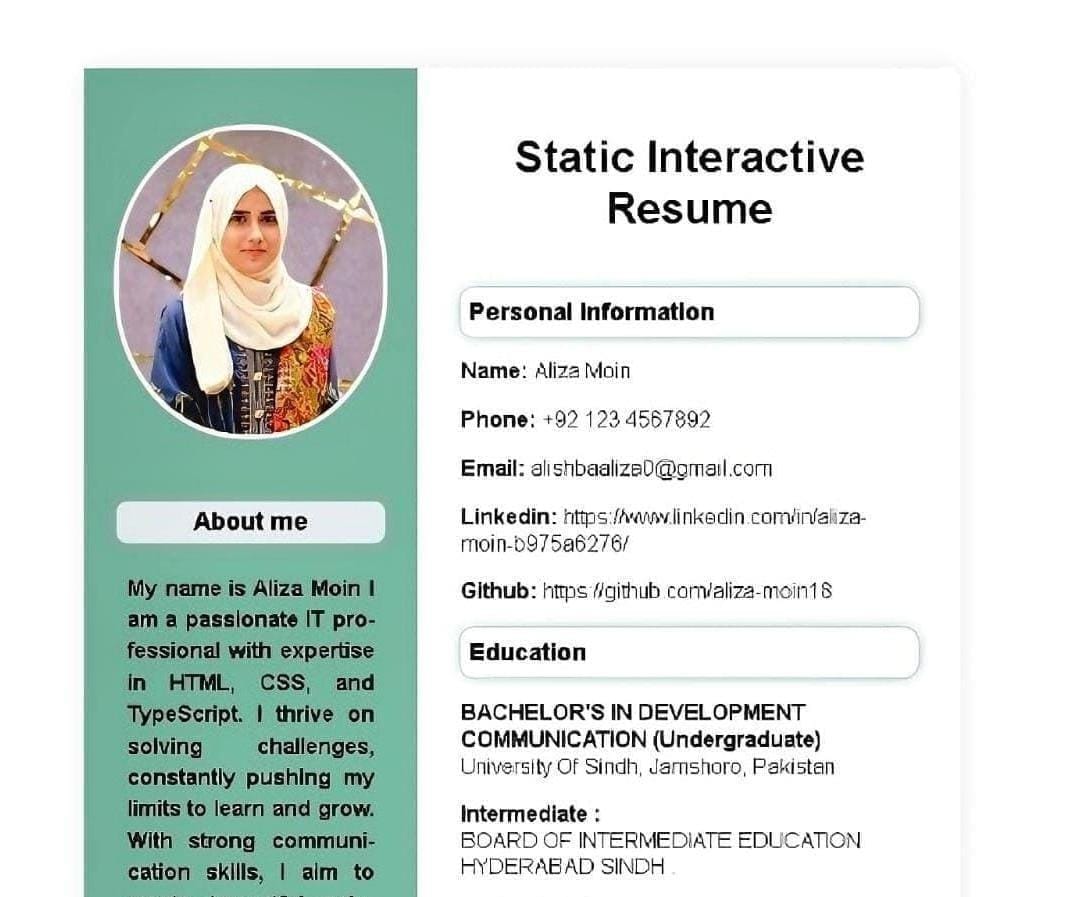 Static Interactive
Resume
Personal Information
Name: Aliza Moin
Phone: +92 123 4567892
Email: alishbaaliza0@gmail.com
Linkedin: https://www.linkedin.com/in/aliza-
moin-b975a6276/
Github: https://github.com/aliza-moin18
Education
BACHELOR'S IN DEVELOPMENT
COMMUNICATION (Undergraduate)
University Of Sindh, Jamshoro, Pakistan
Intermediate :
BOARD OF INTERMEDIATE EDUCATION
HYDERABAD SINDH .
About me
My name is Aliza Moin I
am a passionate IT pro-
fessional with expertise
in HTML, CSS, and
TypeScript. I thrive on
solving challenges,
constantly pushing my
limits to learn and grow.
With strong communi-
cation skills, I aim to